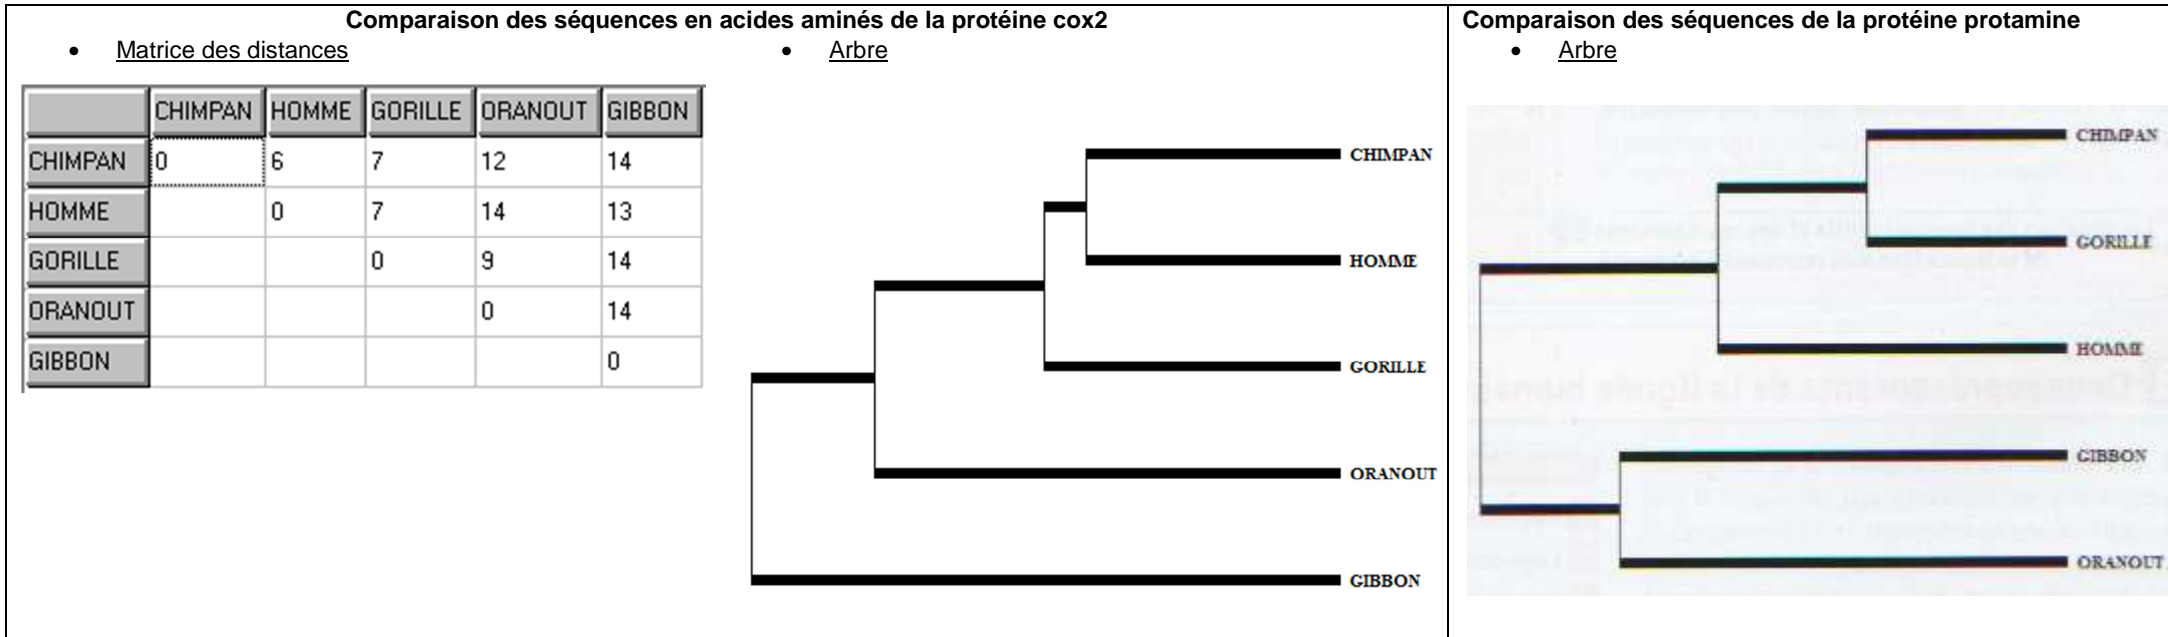 Comparaison des séquences en acides aminés de la protéine cox2
• Matrice des distances
• Arbre
CHIMPAN HOMME GORILLE ORANOUT GIBBON
CHIMPAN 0 6 7 12 14
HOMME 0 7 14 13
GORILLE 0 9 14
ORANOUT 0 14
GIBBON 0
CHIMPAN
HOMME
GORILLE
ORANOUT
GIBBON
Comparaison des séquences de la protéine protamine
• Arbre
CHIMPAN
GORILLE
HOMME
GIBBON
ORANOUT